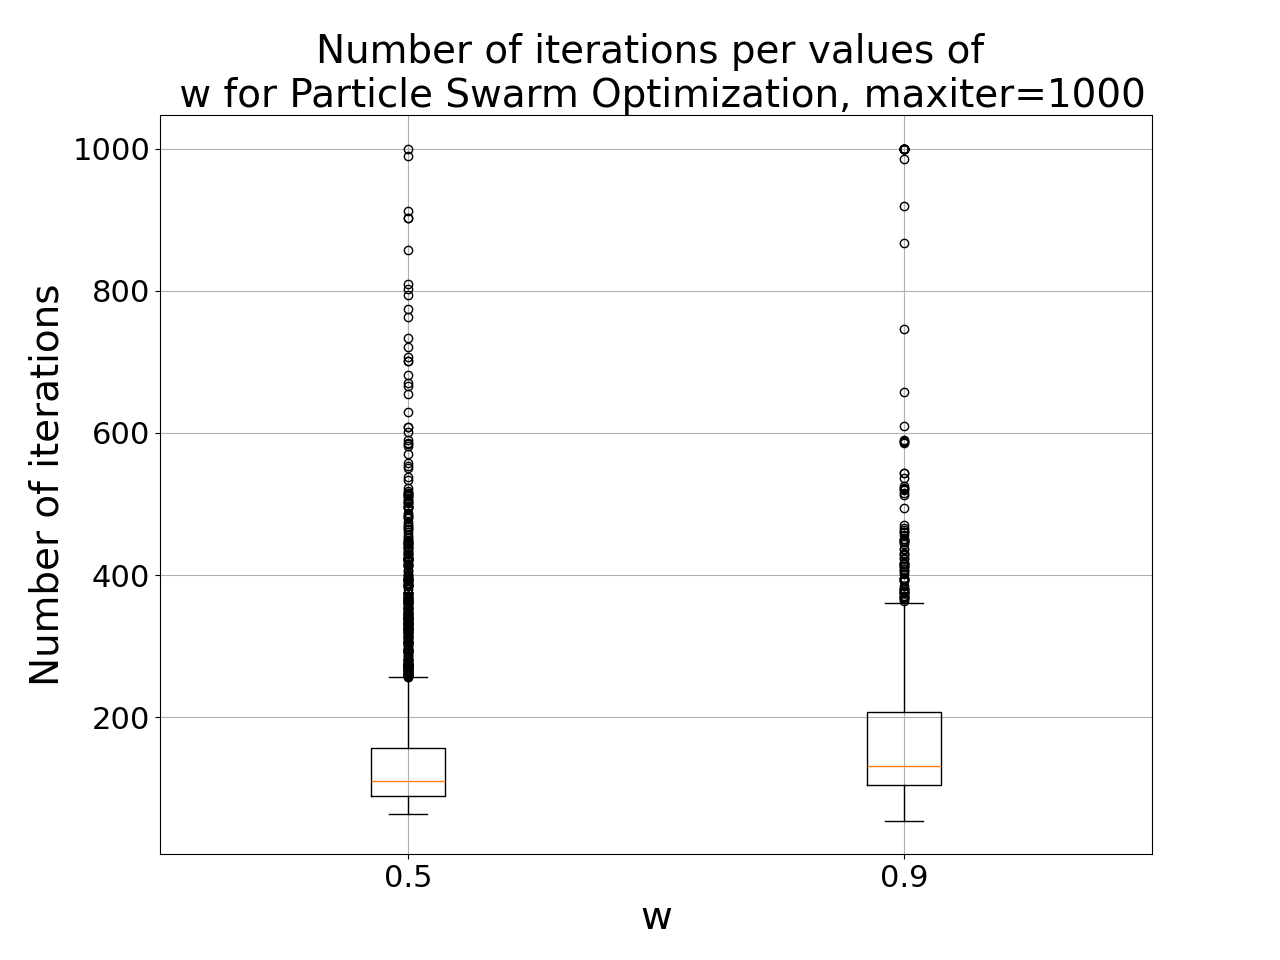 Number of iterations per values of
w for Particle Swarm Optimization, maxiter=1000
Number of iterations
1000
800
600
400
200
0.5
0.9
w